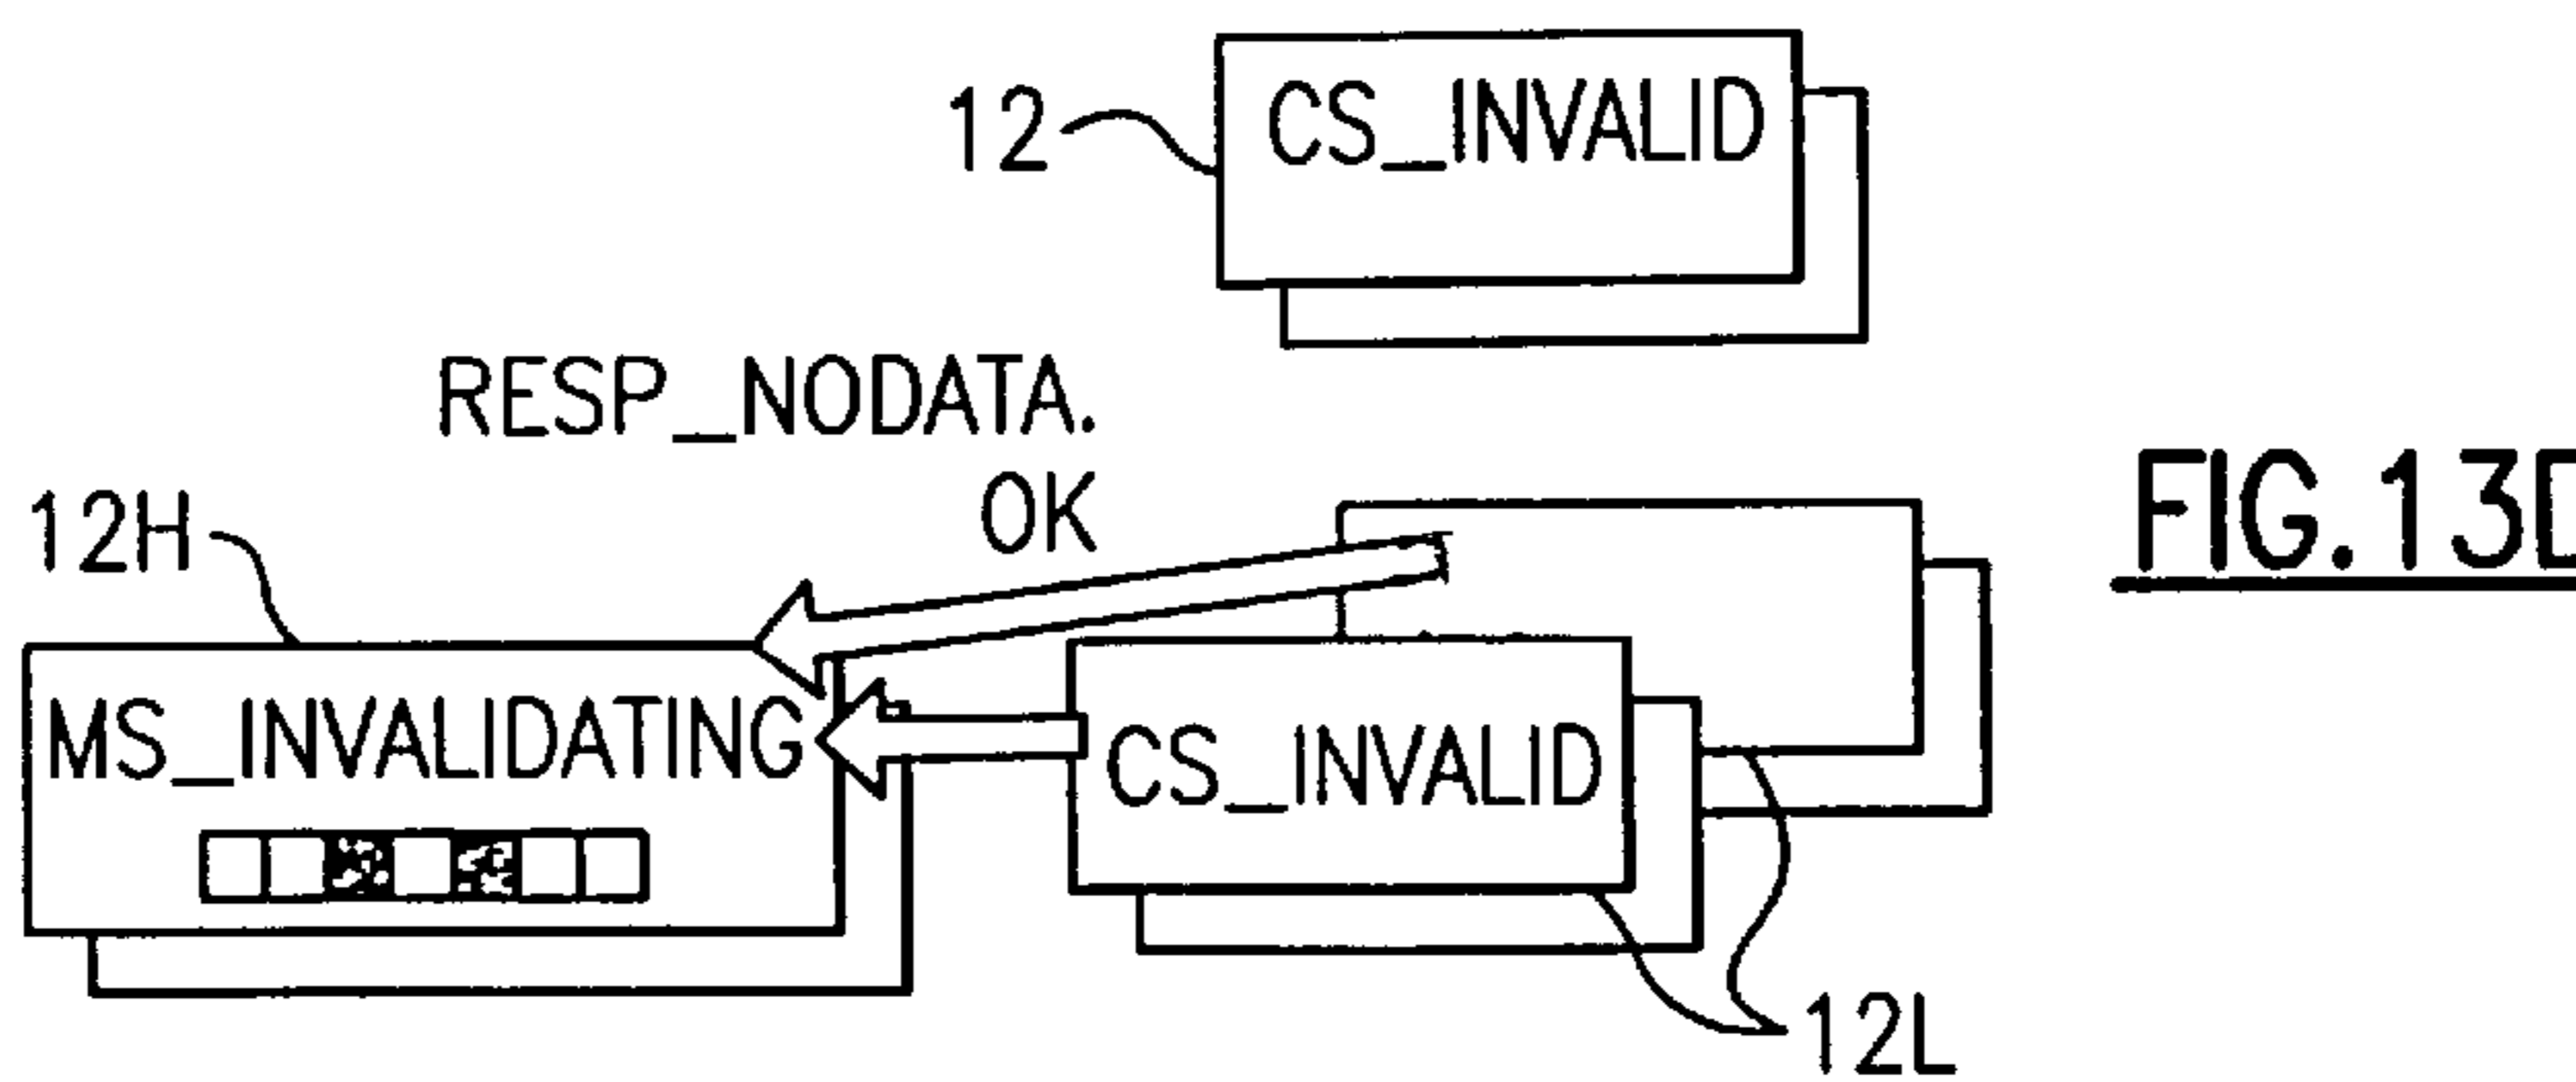 12
CS_INVALID
RESP_NODATA.
OK
12H
FIG.13D
MS_INVALIDATING
CS_INVALID
12L